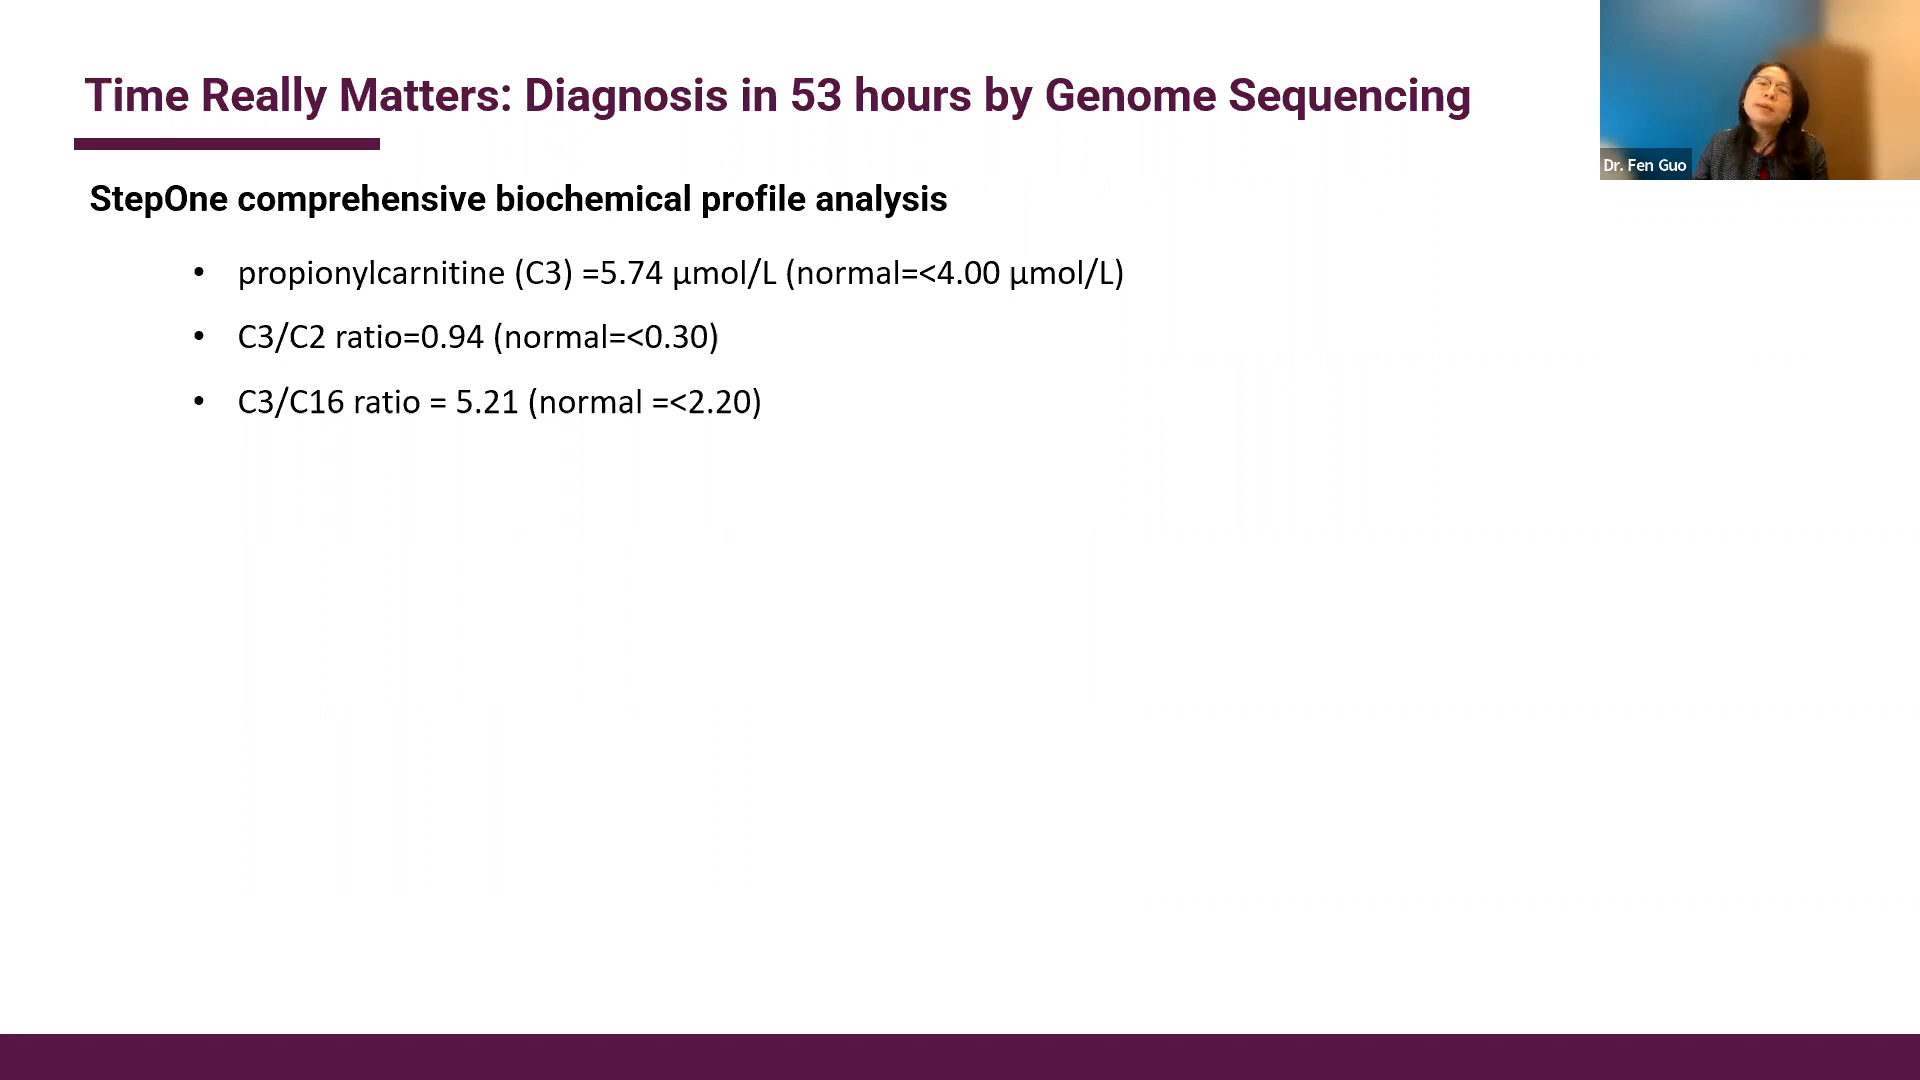 Time Really Matters: Diagnosis in 53 hours by Genome Sequencing
Dr. Fen Guo
StepOne comprehensive biochemical profile analysis
• propionylcarnitine (C3) =5.74 µmol/L (normal=<4.00 µmol/L)
• C3/C2 ratio=0.94 (normal=<0.30)
• C3/C16 ratio = 5.21 (normal =<2.20)